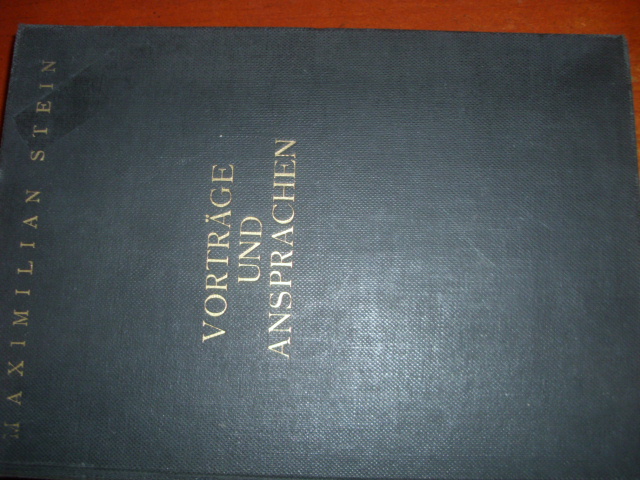 MAXIMILIAN STEIN
VORTRÄGE
UND
ANSPRACHEN